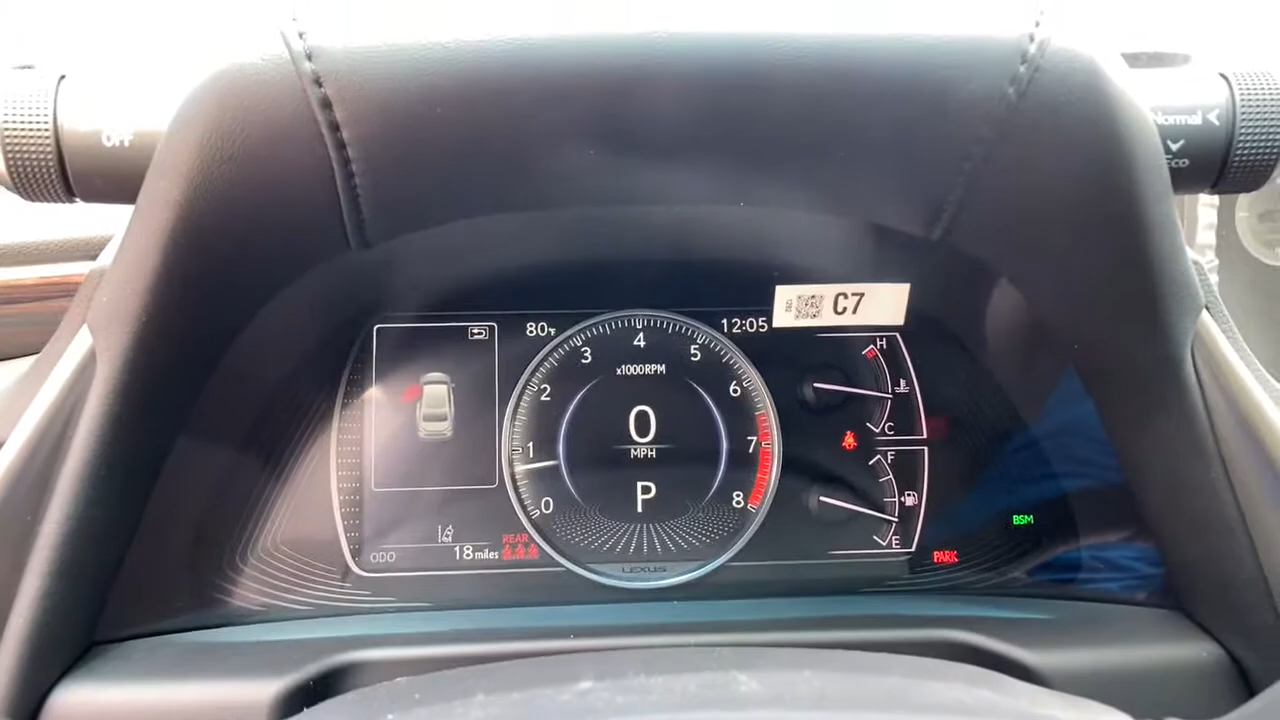 OFF
Normal
ECO
C7
80°F
12:05
0
1
2
3
4
5
6
7
8
x1000RPM
0
MPH
P
LEXUS
H
C
F
E
ODO
18 miles
REAR
PARK
BSM